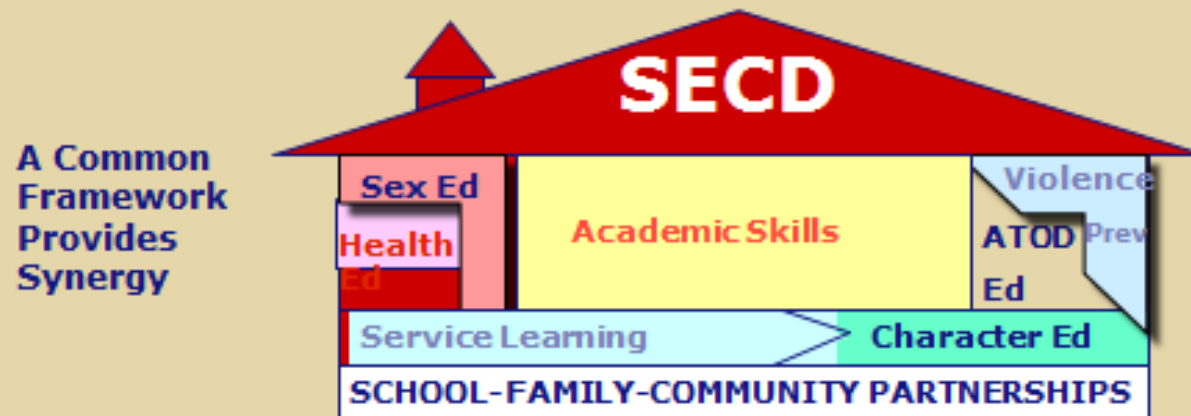 SECD
A Common
Framework
Provides
Synergy
Sex Ed
Health
Ed
Academic Skills
Violence
Prev
ATOD
Ed
Service Learning
Character Ed
SCHOOL-FAMILY-COMMUNITY PARTNERSHIPS